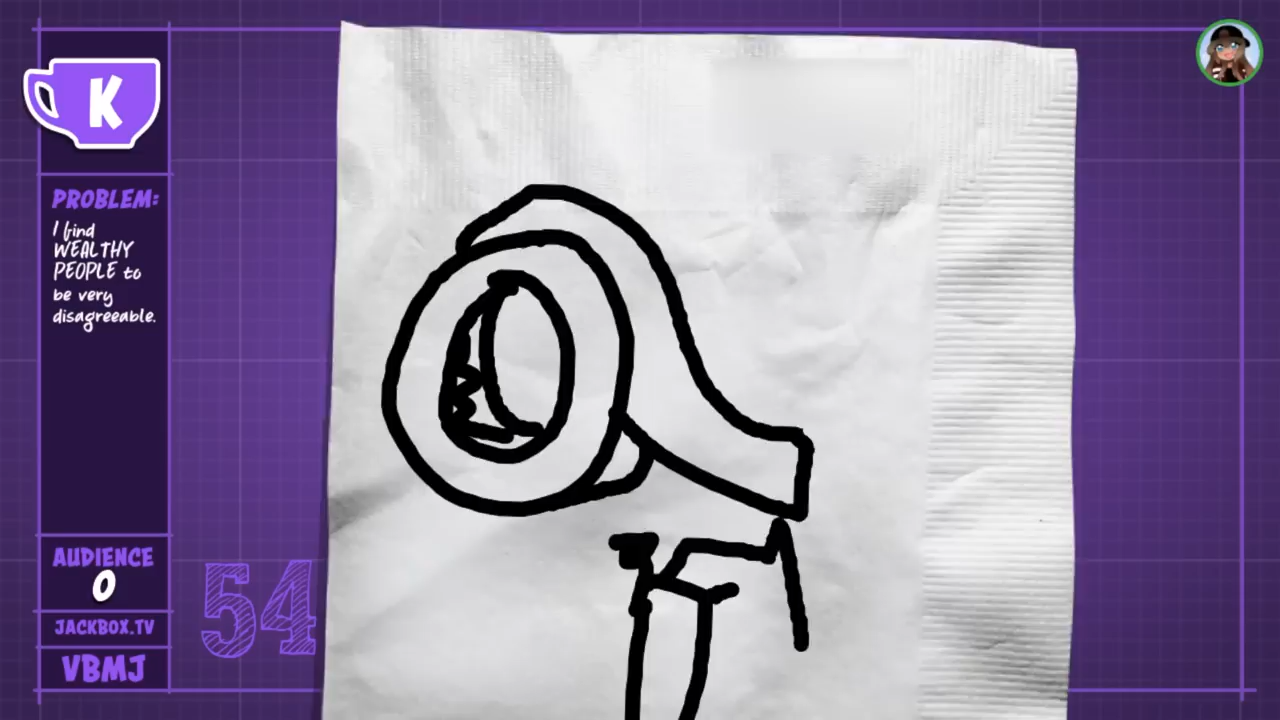 K
PROBLEM:
I find
WEALTHY
PEOPLE to
be very
disagreeable.
AUDIENCE
0
JACKBOX.TV
VBMJ
54